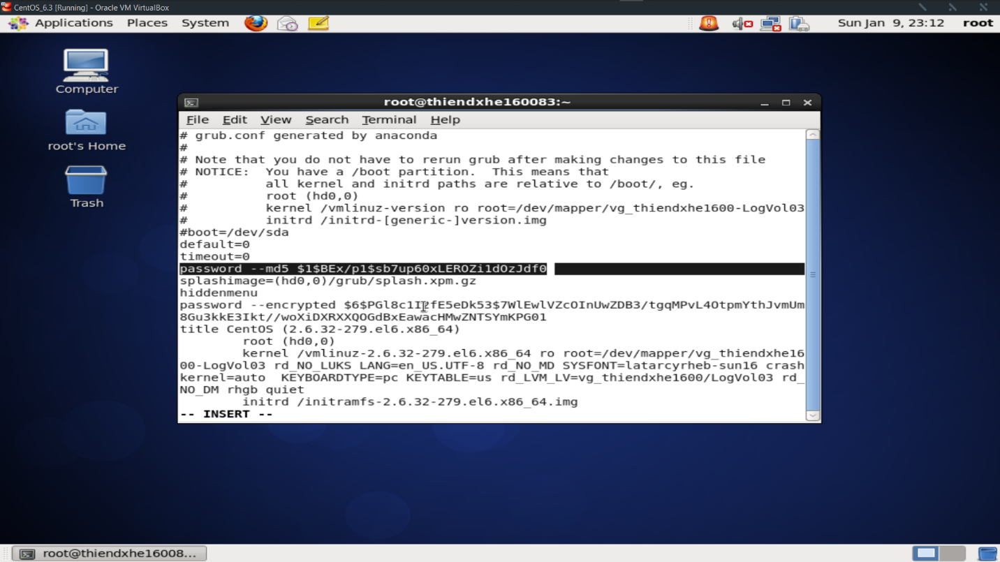 CentOS_6.3 [Running] - Oracle VM VirtualBox
Applications Places System Sun Jan 9, 23:12 root
Computer
root's Home
Trash
root@thiendxhe160083:~
File Edit View Search Terminal Help
# grub.conf generated by anaconda
#
# Note that you do not have to rerun grub after making changes to this file
# NOTICE:  You have a /boot partition.  This means that
#          all kernel and initrd paths are relative to /boot/, eg.
#          root (hd0,0)
#          kernel /vmlinuz-version ro root=/dev/mapper/vg_thiendxhe1600-LogVol03
#          initrd /initrd-[generic-]version.img
#boot=/dev/sda
default=0
timeout=0
password --md5 $1$BEx/p1$sb7up60xLEROZi1dOzJdf0
splashimage=(hd0,0)/grub/splash.xpm.gz
hiddenmenu
password --encrypted
8Gu3kkE3Ikt//woXiDXRXXQOGdBxEawacHMwZNTSYmKPG01
title CentOS (2.6.32-279.el6.x86_64)
        root (hd0,0)
        kernel /vmlinuz-2.6.32-279.el6.x86_64 ro root=/dev/mapper/vg_thiendxhe16
00-LogVol03 rd_NO_LUKS LANG=en_US.UTF-8 rd_NO_MD SYSFONT=latarcyrheb-sun16 crash
kernel=auto  KEYBOARDTYPE=pc KEYTABLE=us rd_LVM_LV=vg_thiendxhe1600/LogVol03 rd_
NO_DM rhgb quiet
        initrd /initramfs-2.6.32-279.el6.x86_64.img
-- INSERT --
root@thiendxhe16008...